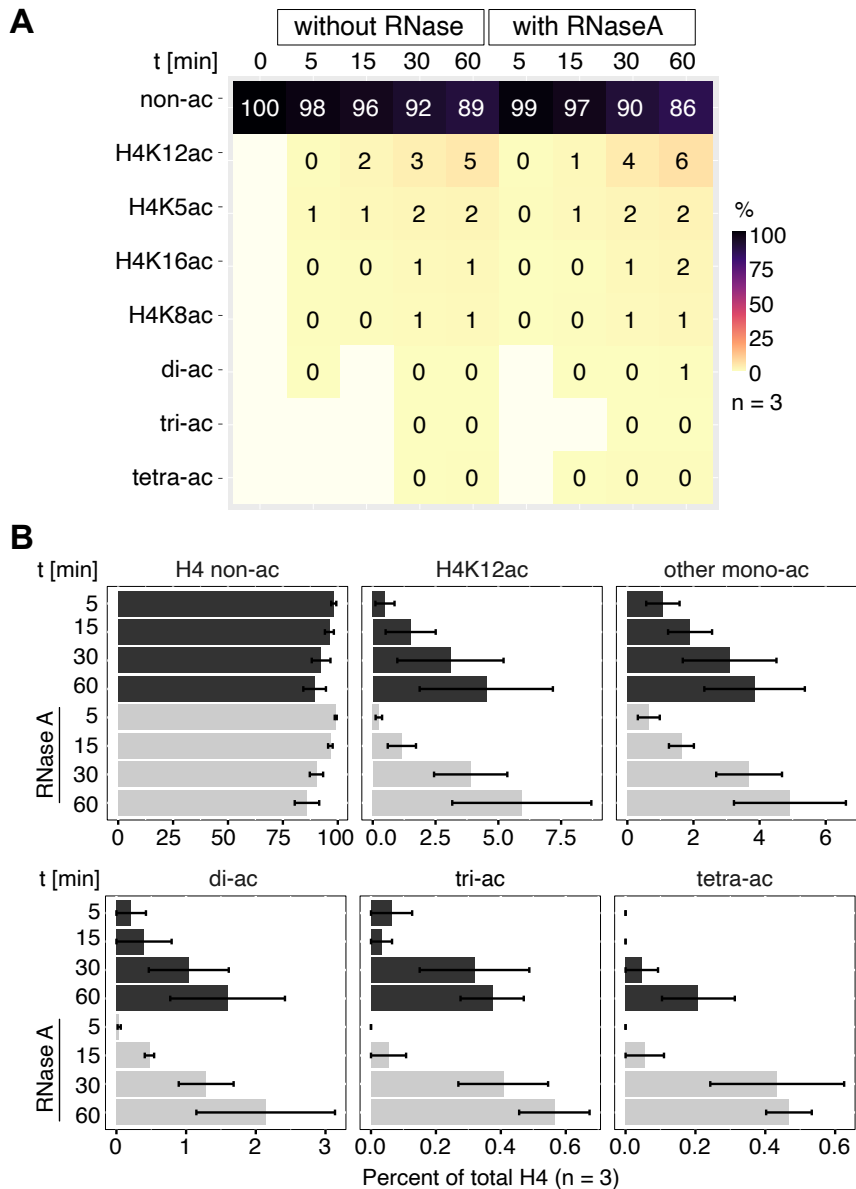 A
without RNase with RNaseA
t [min] 0 5 15 30 60 5 15 30 60
non-ac 100 98 96 92 89 99 97 90 86
H4K12ac 0 2 3 5 0 1 4 6
H4K5ac 1 1 2 2 0 1 2 2
H4K16ac 0 0 1 1 0 0 1 2
H4K8ac 0 0 1 1 0 0 1 1
di-ac 0 0 0 0 0 1
tri-ac 0 0 0 0
tetra-ac 0 0 0 0 0
%
100
75
50
25
0
n = 3
B
t [min] H4 non-ac H4K12ac other mono-ac
5
15
30
60
RNase A
5
15
30
60
0 25 50 75 100 0.0 2.5 5.0 7.5 0 2 4 6
t [min] di-ac tri-ac tetra-ac
5
15
30
60
RNase A
5
15
30
60
0 1 2 3 0.0 0.2 0.4 0.6 0.0 0.2 0.4 0.6
Percent of total H4 (n = 3)